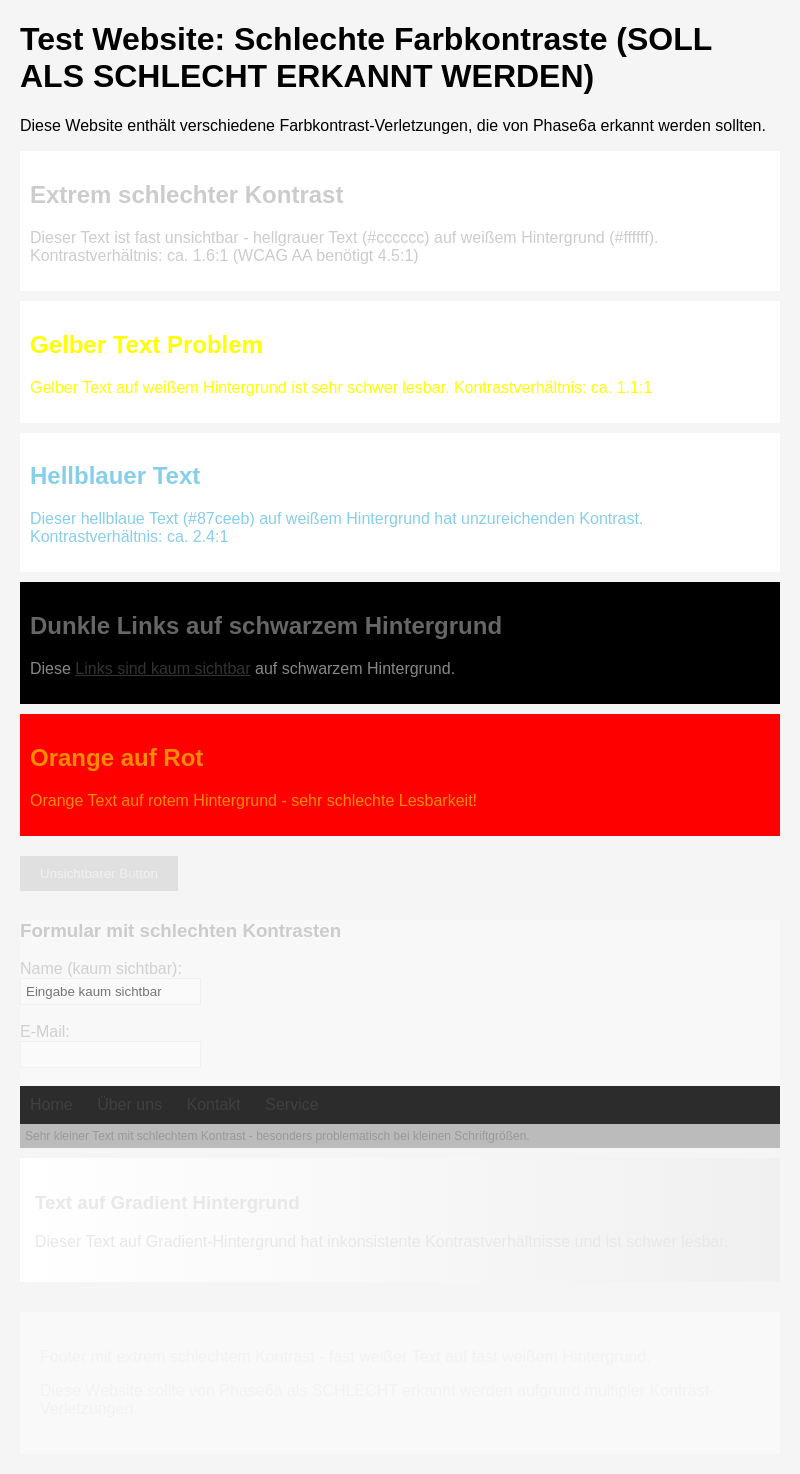 Test Website: Schlechte Farbkontraste (SOLL
ALS SCHLECHT ERKANNT WERDEN)
Diese Website enthält verschiedene Farbkontrast-Verletzungen, die von Phase6a erkannt werden sollten.
Extrem schlechter Kontrast
Dieser Text ist fast unsichtbar - hellgrauer Text (#cccccc) auf weißem Hintergrund (#ffffff).
Kontrastverhältnis: ca. 1.6:1 (WCAG AA benötigt 4.5:1)
Gelber Text Problem
Gelber Text auf weißem Hintergrund ist sehr schwer lesbar. Kontrastverhältnis: ca. 1.1:1
Hellblauer Text
Dieser hellblaue Text (#87ceeb) auf weißem Hintergrund hat unzureichenden Kontrast.
Kontrastverhältnis: ca. 2.4:1
Dunkle Links auf schwarzem Hintergrund
Diese Links sind kaum sichtbar auf schwarzem Hintergrund.
Orange auf Rot
Orange Text auf rotem Hintergrund - sehr schlechte Lesbarkeit!
Unsichtbarer Button
Formular mit schlechten Kontrasten
Name (kaum sichtbar):
Eingabe kaum sichtbar
E-Mail:
Home Über uns Kontakt Service
Sehr kleiner Text mit schlechtem Kontrast - besonders problematisch bei kleinen Schriftgrößen.
Text auf Gradient Hintergrund
Dieser Text auf Gradient-Hintergrund hat inkonsistente Kontrastverhältnisse und ist schwer lesbar.
Footer mit extrem schlechtem Kontrast - fast weißer Text auf fast weißem Hintergrund.
Diese Website sollte von Phase6a als SCHLECHT erkannt werden aufgrund multipler Kontrast-
Verletzungen.